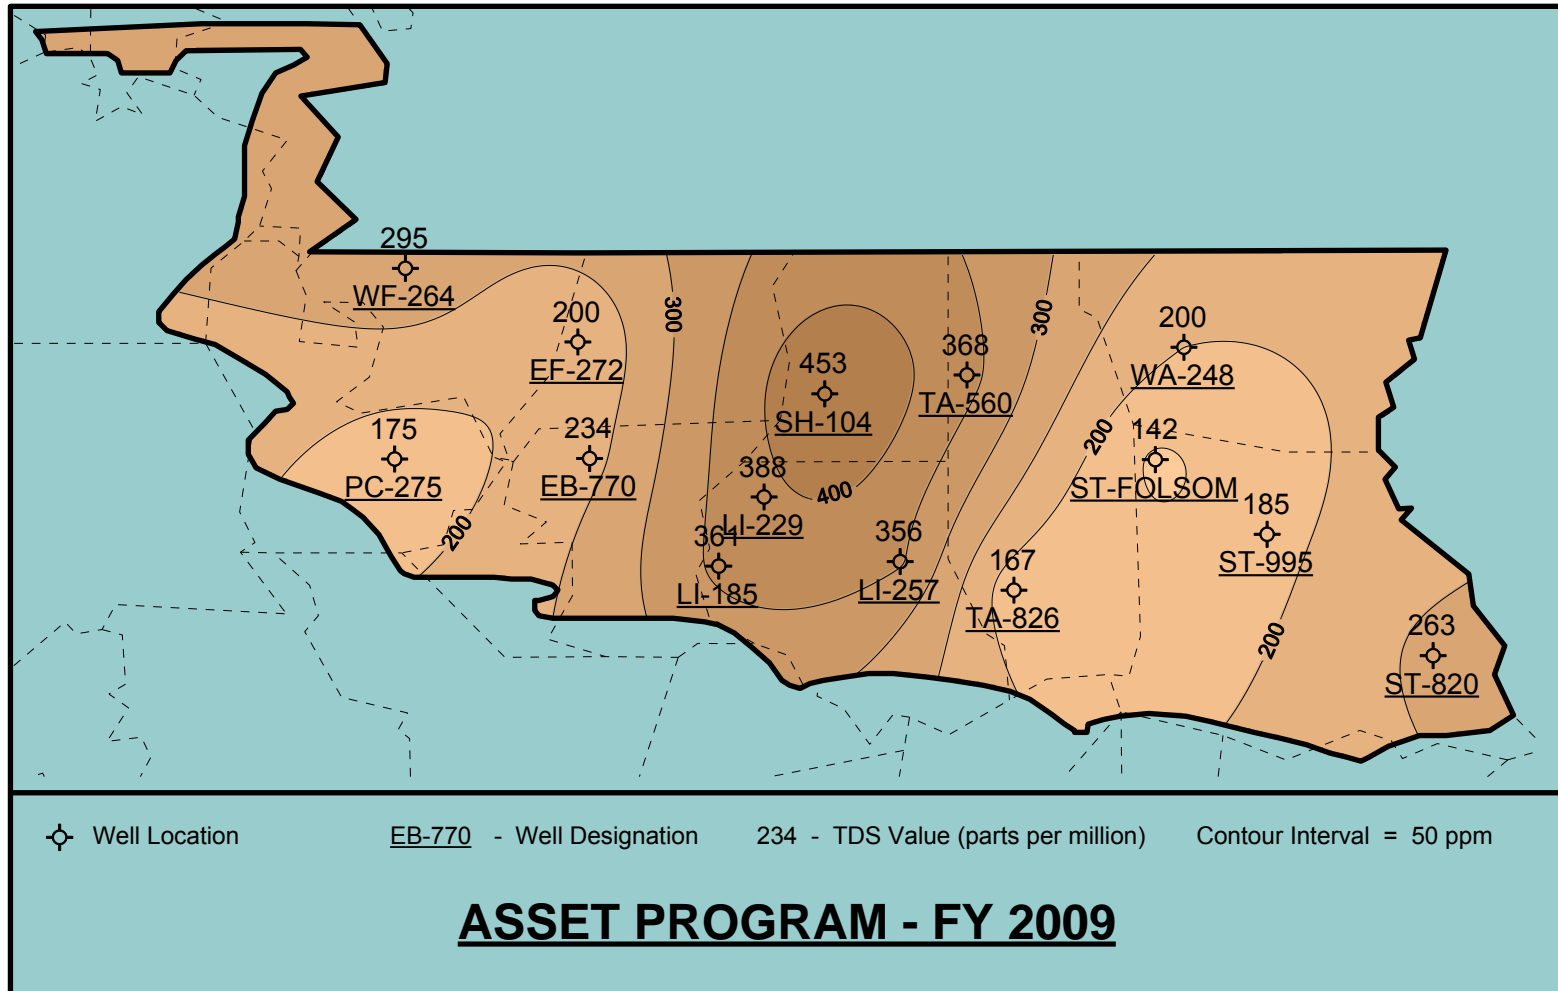 295
WF-264
200
EF-272
300
300
453
SH-104
368
TA-560
200
WA-248
175
PC-275
234
EB-770
200
142
ST-FOLSOM
388
LI-229
400
361
LI-185
356
LI-257
185
ST-995
200
167
TA-826
200
263
ST-820
Well Location
EB-770 - Well Designation
234 - TDS Value (parts per million)
Contour Interval = 50 ppm
ASSET PROGRAM - FY 2009